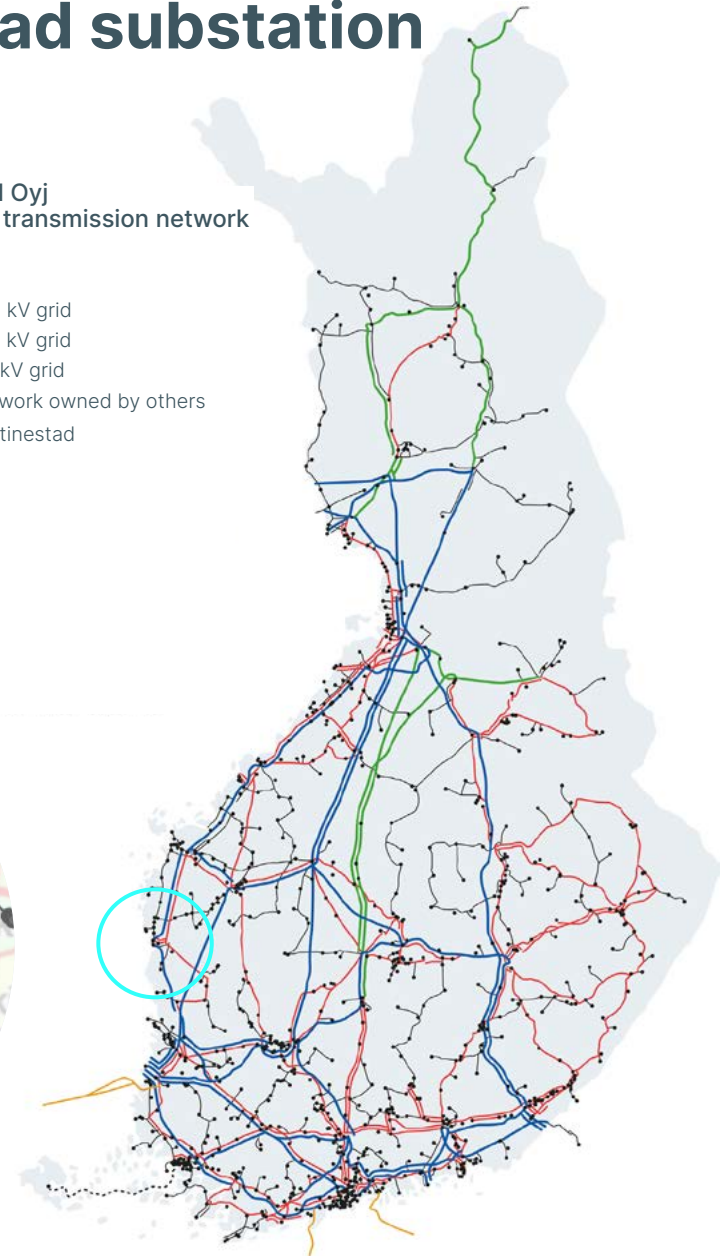 ad substation
l Oyj
transmission network
kV grid
kV grid
kV grid
work owned by others
tinestad